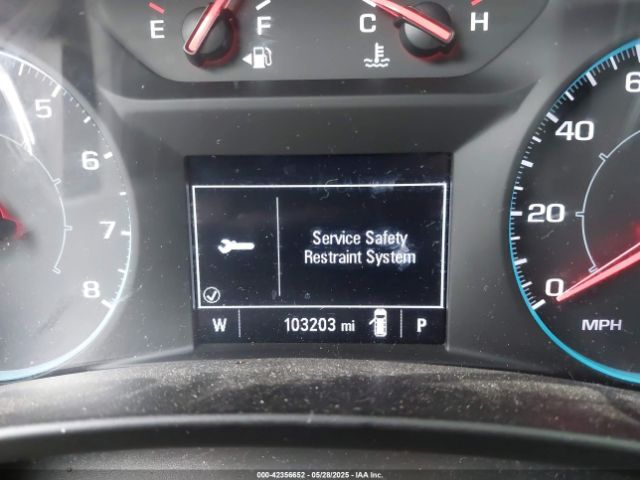 E F C H
5
6
7
8
Service Safety
Restraint System
W 103203 mi P
60
40
20
0
MPH
000-42356652 | 05/28/2025 - IAA Inc.